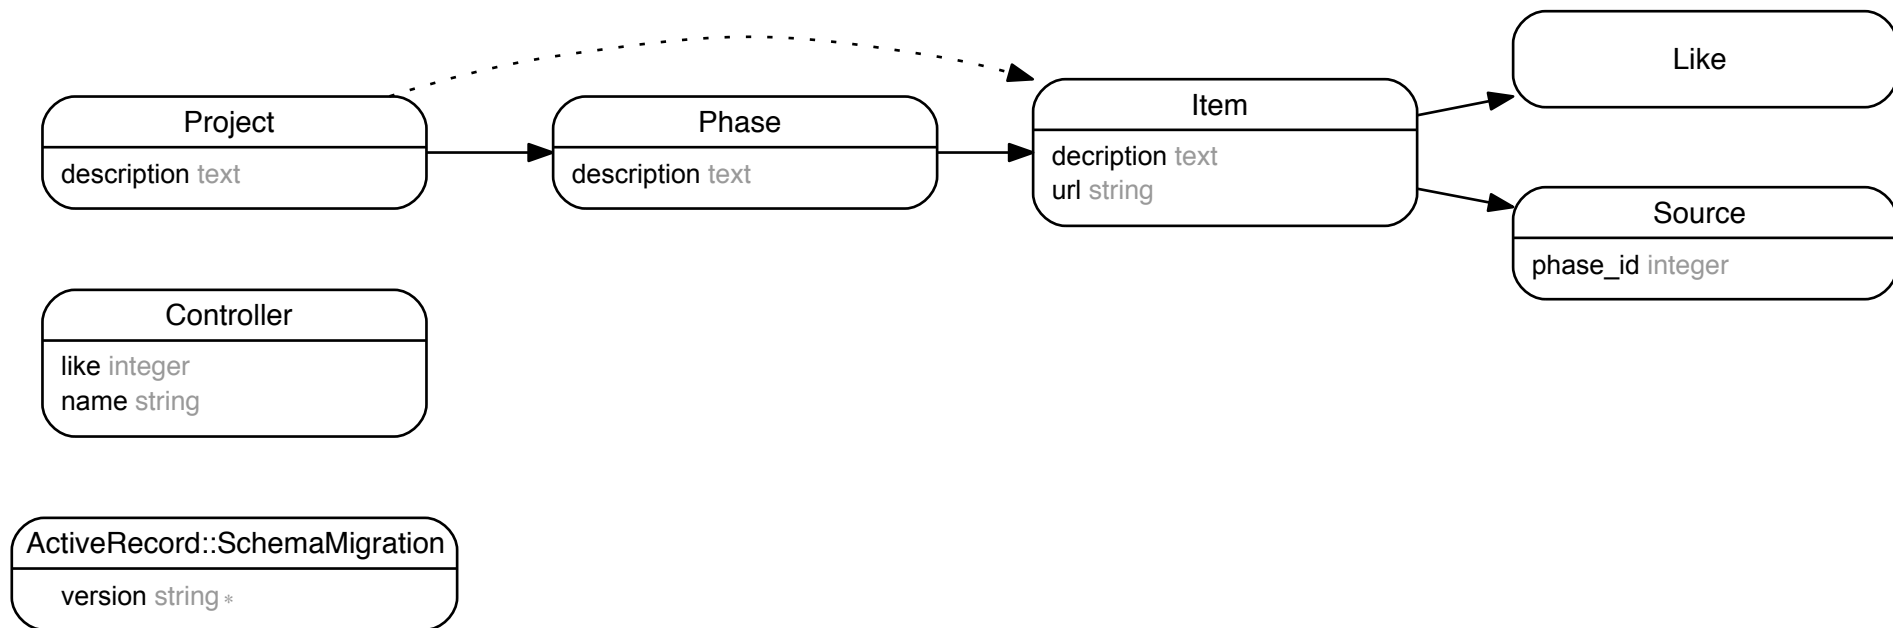 Project
description text
Phase
description text
Item
decription text
url string
Like
Source
phase_id integer
Controller
like integer
name string
ActiveRecord::SchemaMigration
version string *